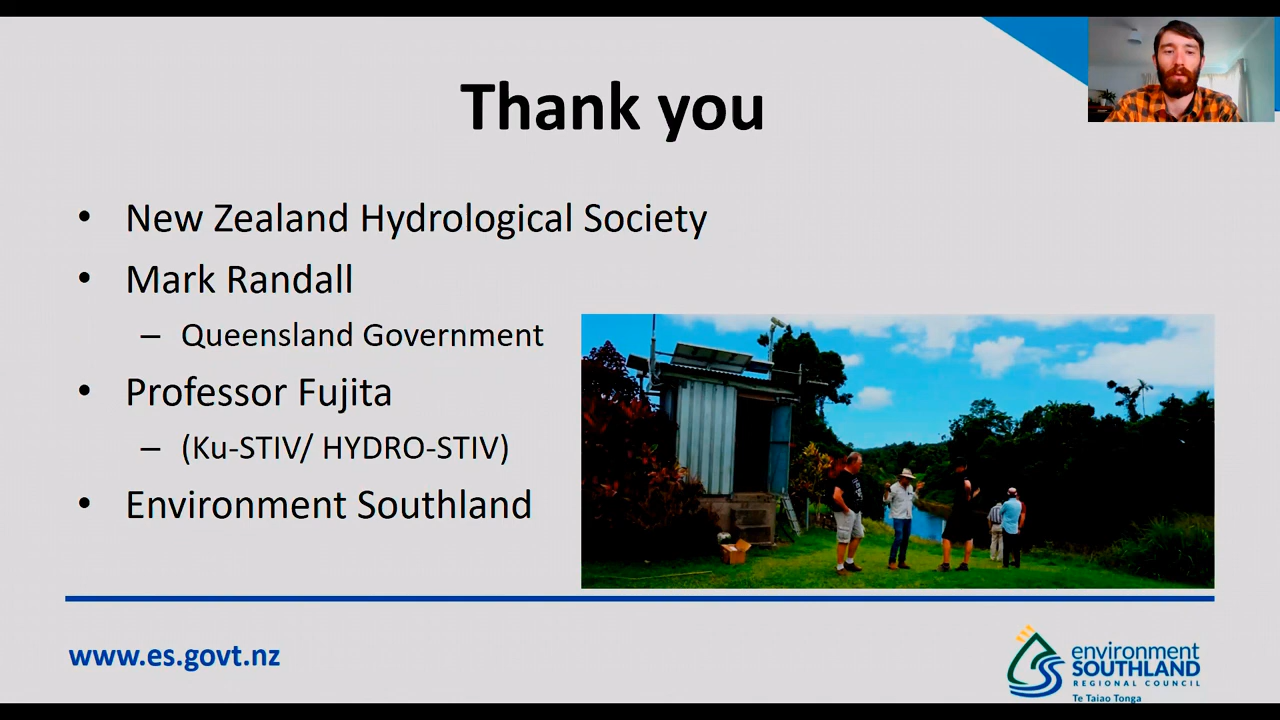 Thank you
• New Zealand Hydrological Society
• Mark Randall
– Queensland Government
• Professor Fujita
– (Ku-STIV/ HYDRO-STIV)
• Environment Southland
www.es.govt.nz
environment
SOUTHLAND
REGIONAL COUNCIL
Te Taiao Tonga